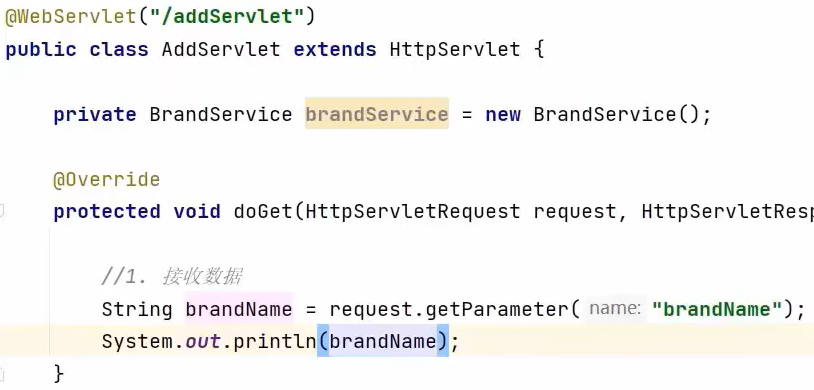 @WebServlet("/addServlet")
public class AddServlet extends HttpServlet {
private BrandService brandService = new BrandService();
@Override
protected void doGet(HttpServletRequest request, HttpServletResp
//1. 接收数据
String brandName = request.getParameter( name: "brandName");
System.out.println(brandName);
}